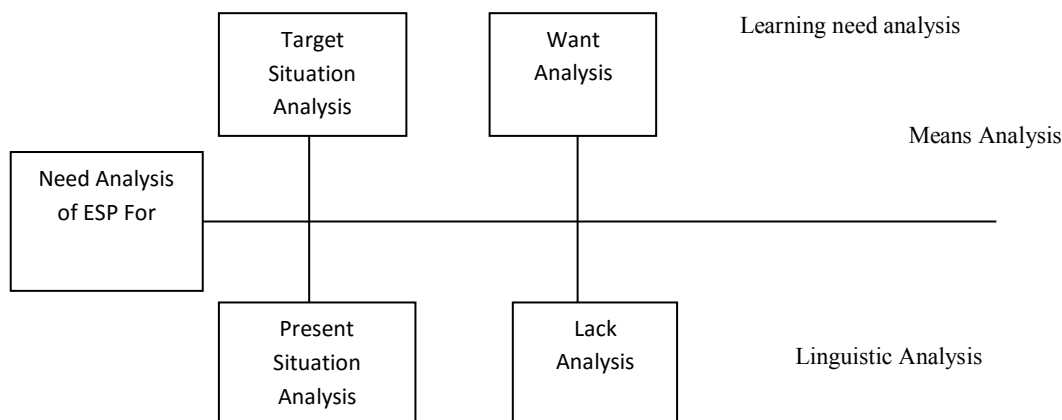 Target
Situation
Analysis
Want
Analysis
Learning need analysis
Means Analysis
Need Analysis
of ESP For
Present
Situation
Analysis
Lack
Analysis
Linguistic Analysis